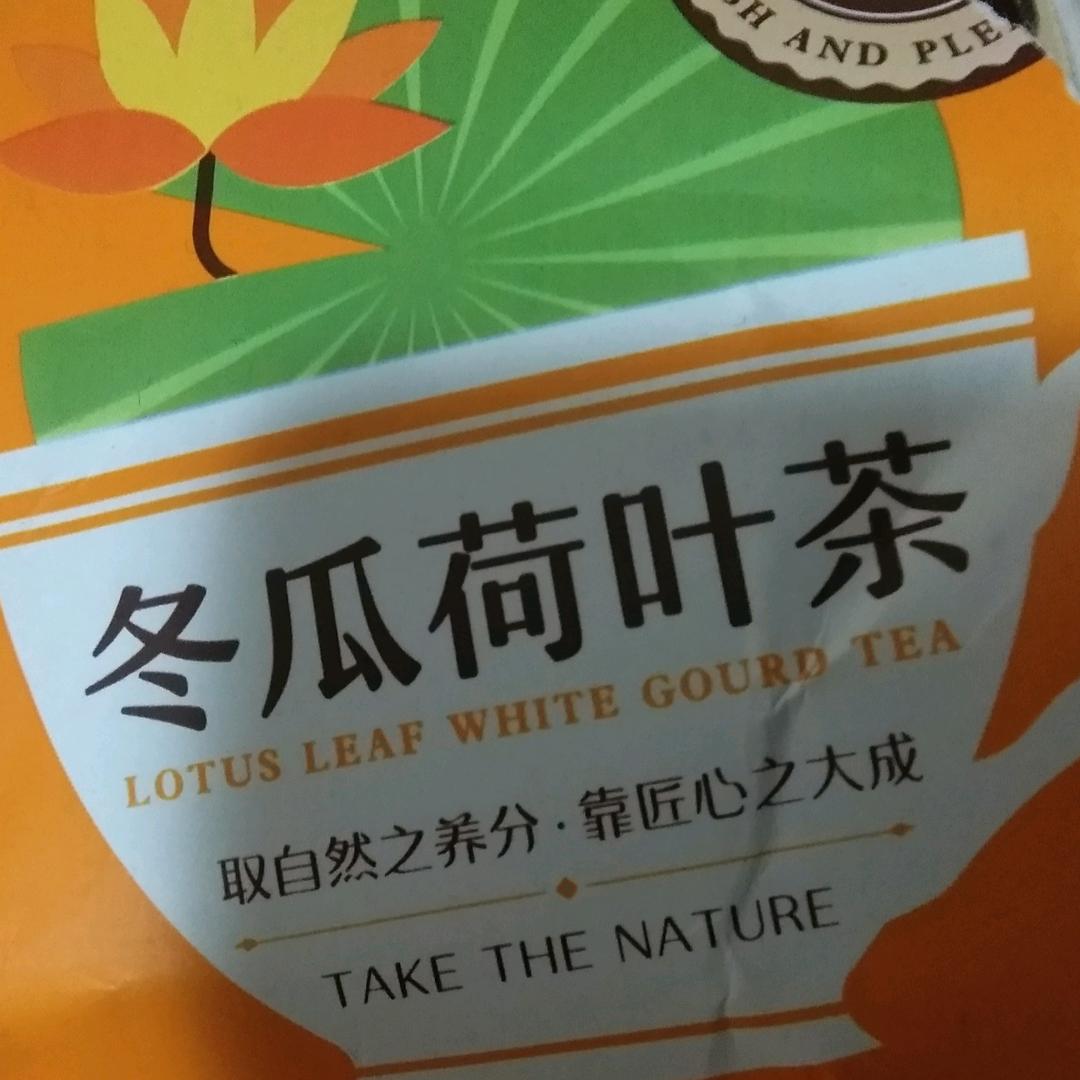 AND
冬瓜荷叶茶
LOTUS LEAF WHITE GOURD TEA
取自然之养分·靠匠心之大成
TAKE THE NATURE